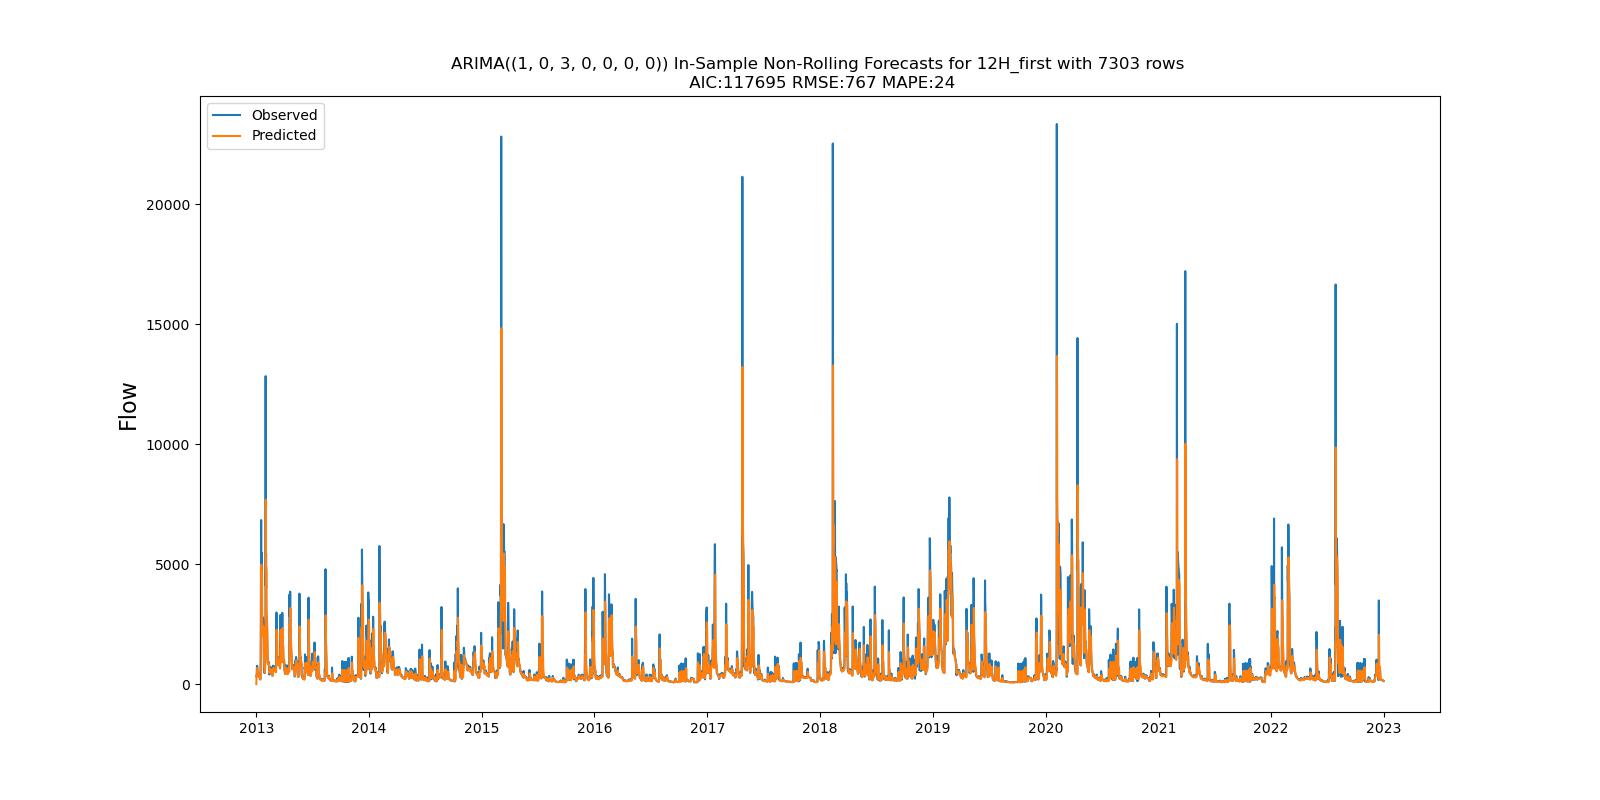 ARIMA((1, 0, 3, 0, 0, 0, 0)) In-Sample Non-Rolling Forecasts for 12H_first with 7303 rows
AIC:117695 RMSE:767 MAPE:24
Observed
Predicted
Flow
20000
15000
10000
5000
0
2013 2014 2015 2016 2017 2018 2019 2020 2021 2022 2023